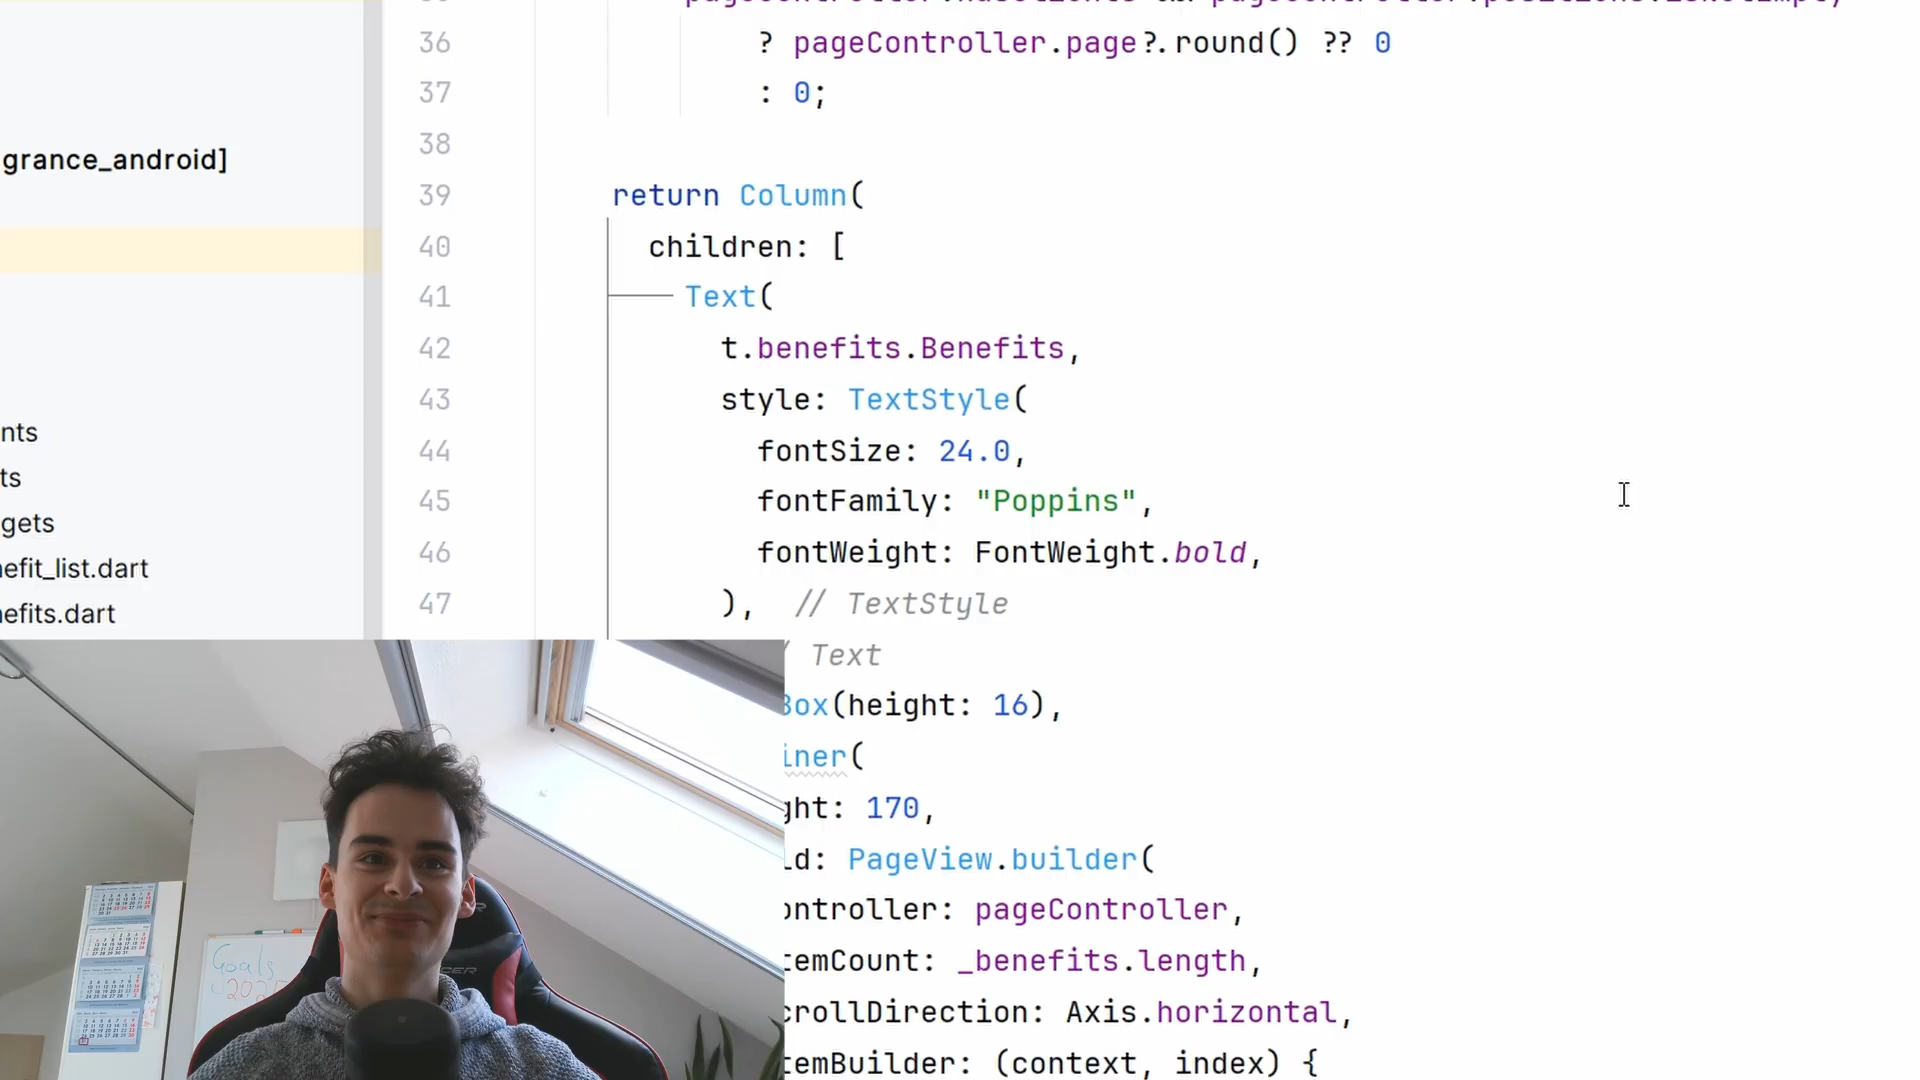 36 ? pageController.page?.round() ?? 0
37 : 0;
38
grance_android]
39 return Column(
40 children: [
41 Text(
42 t.benefits.Benefits,
43 style: TextStyle(
44 fontSize: 24.0,
nts
45 fontFamily: "Poppins",
ts
gets
46 fontWeight: FontWeight.bold,
efit_list.dart
47 ), // TextStyle
efits.dart
Text
Box(height: 16),
iner(
ght: 170,
ld: PageView.builder(
ontroller: pageController,
temCount: _benefits.length,
crollDirection: Axis.horizontal,
temBuilder: (context, index) {
Goals